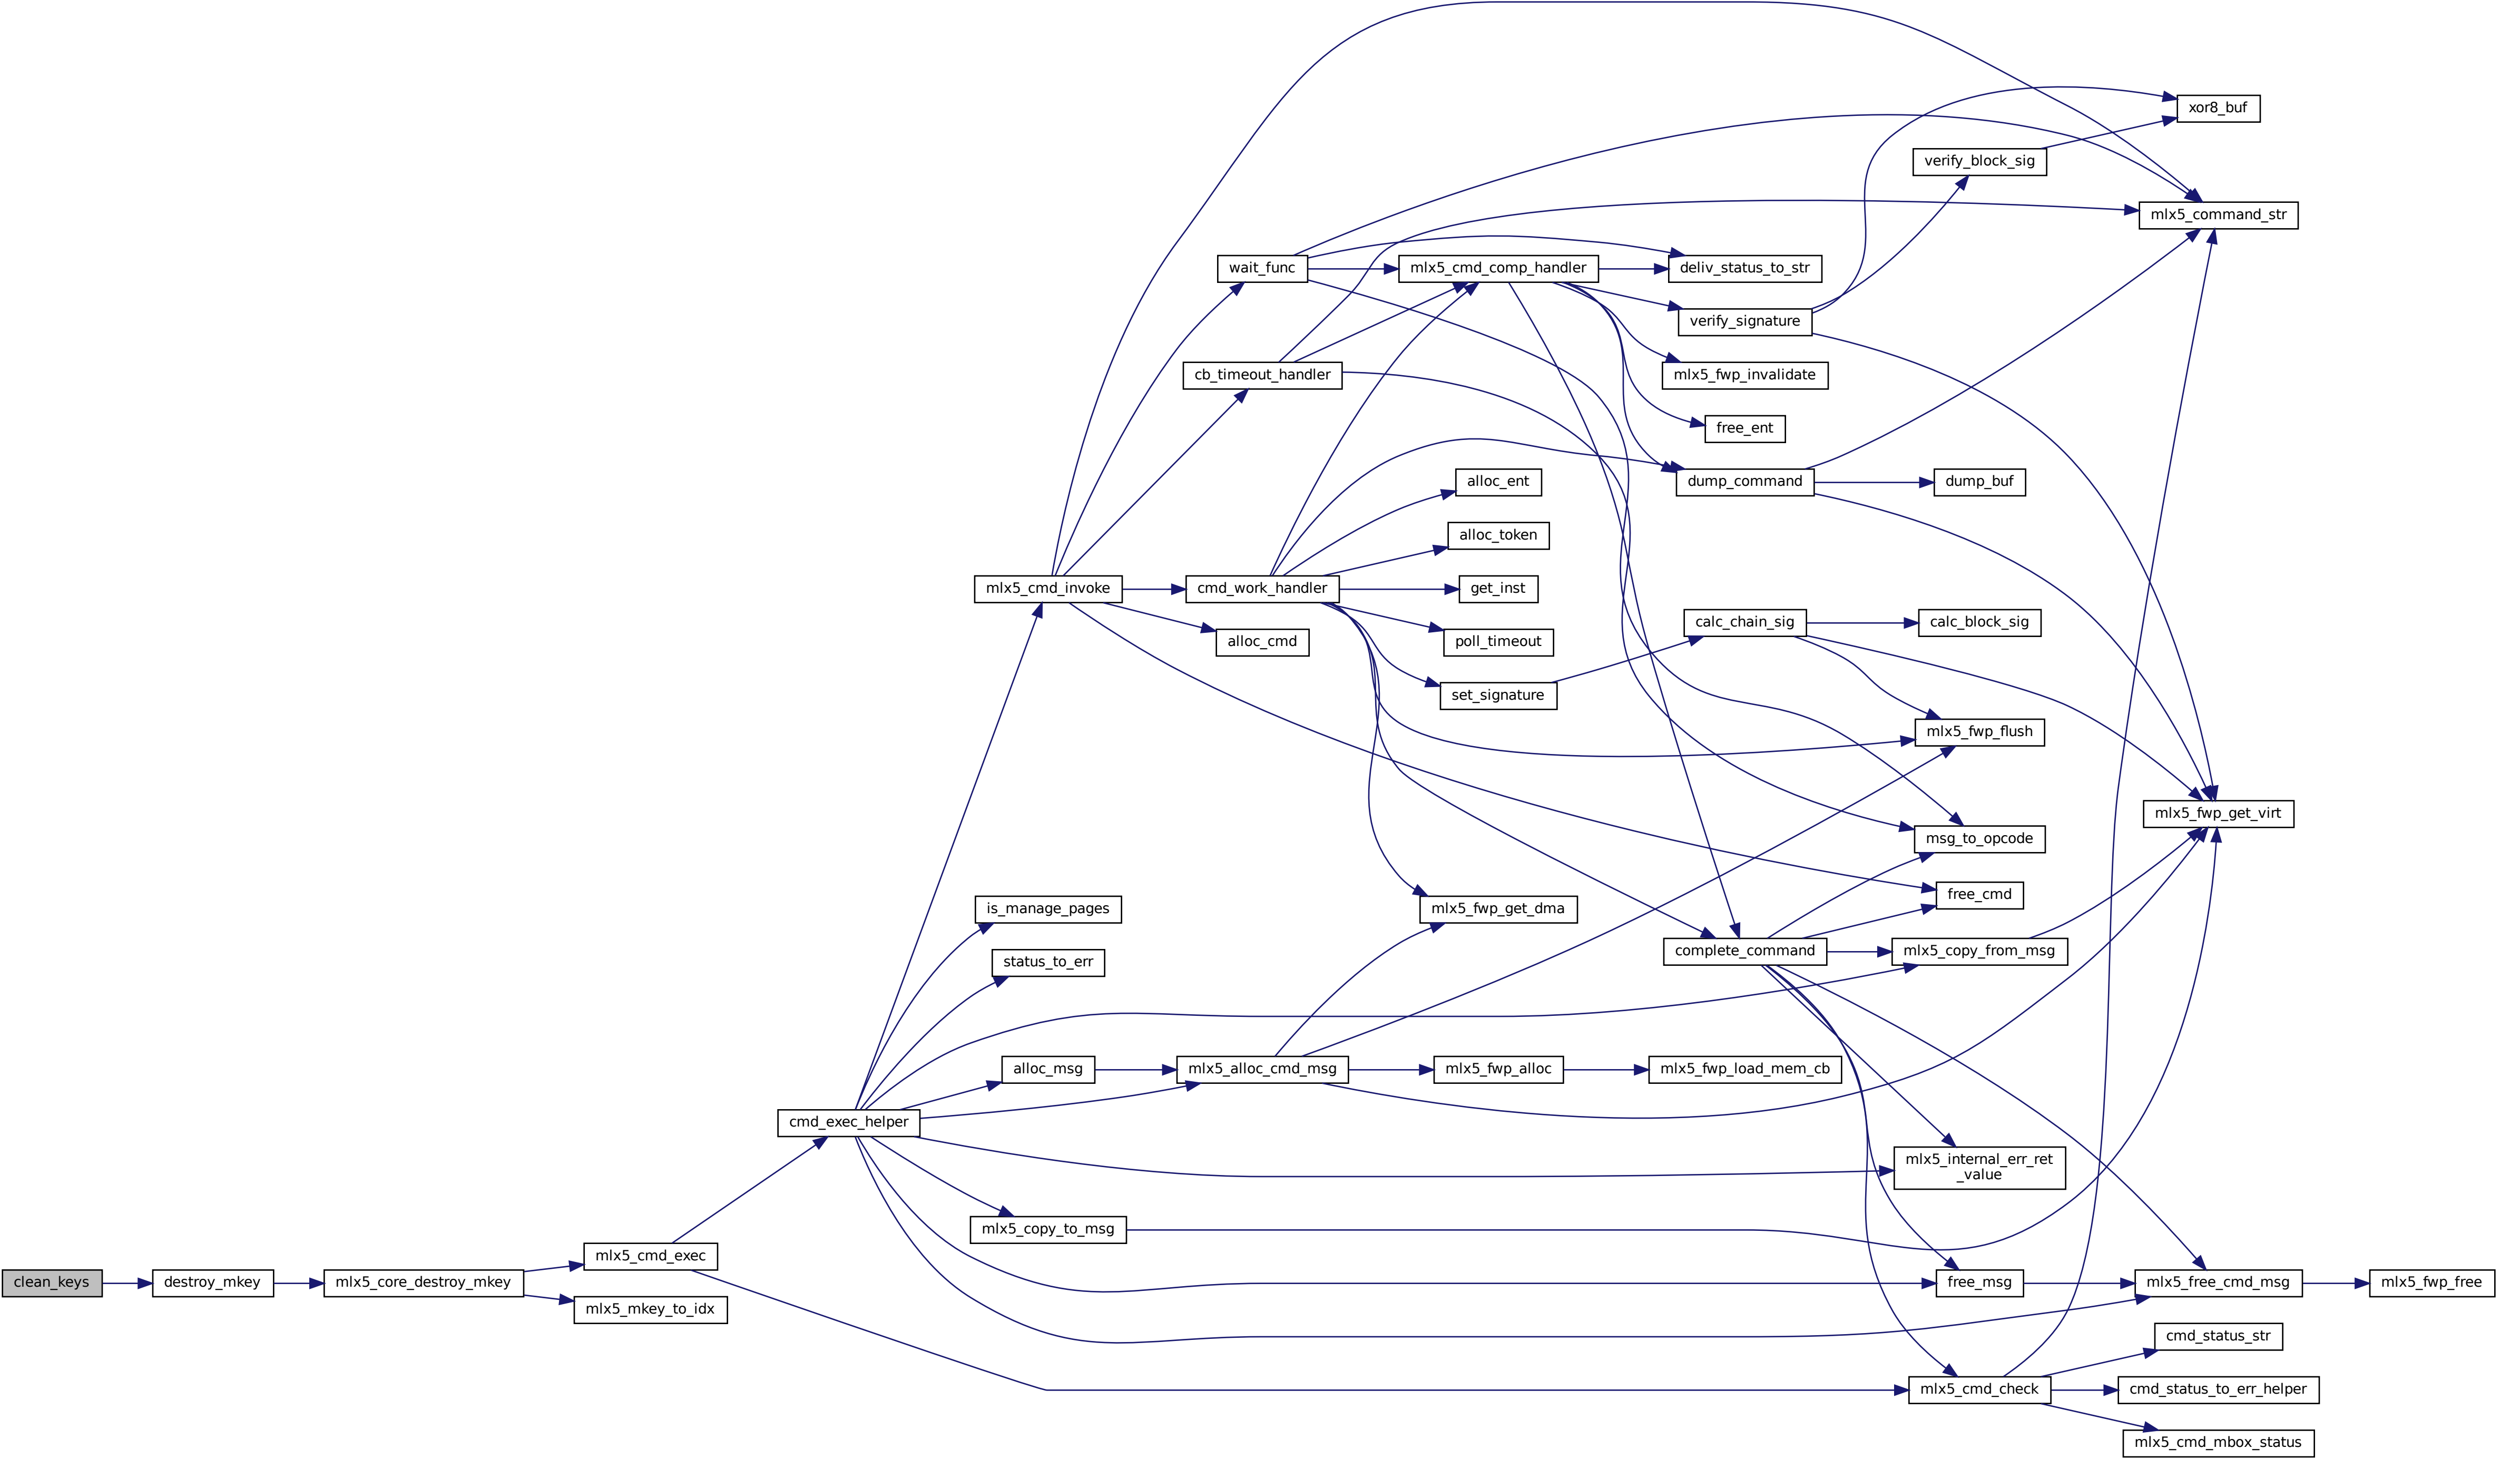 xor8_buf
verify_block_sig
mlx5_command_str
wait_func
mlx5_cmd_comp_handler
deliv_status_to_str
verify_signature
cb_timeout_handler
mlx5_fwp_invalidate
free_ent
alloc_ent
dump_command
dump_buf
alloc_token
mlx5_cmd_invoke
cmd_work_handler
get_inst
calc_chain_sig
calc_block_sig
alloc_cmd
poll_timeout
set_signature
mlx5_fwp_flush
mlx5_fwp_get_virt
msg_to_opcode
is_manage_pages
mlx5_fwp_get_dma
free_cmd
status_to_err
complete_command
mlx5_copy_from_msg
alloc_msg
mlx5_alloc_cmd_msg
mlx5_fwp_alloc
mlx5_fwp_load_mem_cb
cmd_exec_helper
mlx5_internal_err_ret
_value
mlx5_copy_to_msg
mlx5_cmd_exec
clean_keys
destroy_mkey
mlx5_core_destroy_mkey
mlx5_mkey_to_idx
free_msg
mlx5_free_cmd_msg
mlx5_fwp_free
cmd_status_str
mlx5_cmd_check
cmd_status_to_err_helper
mlx5_cmd_mbox_status